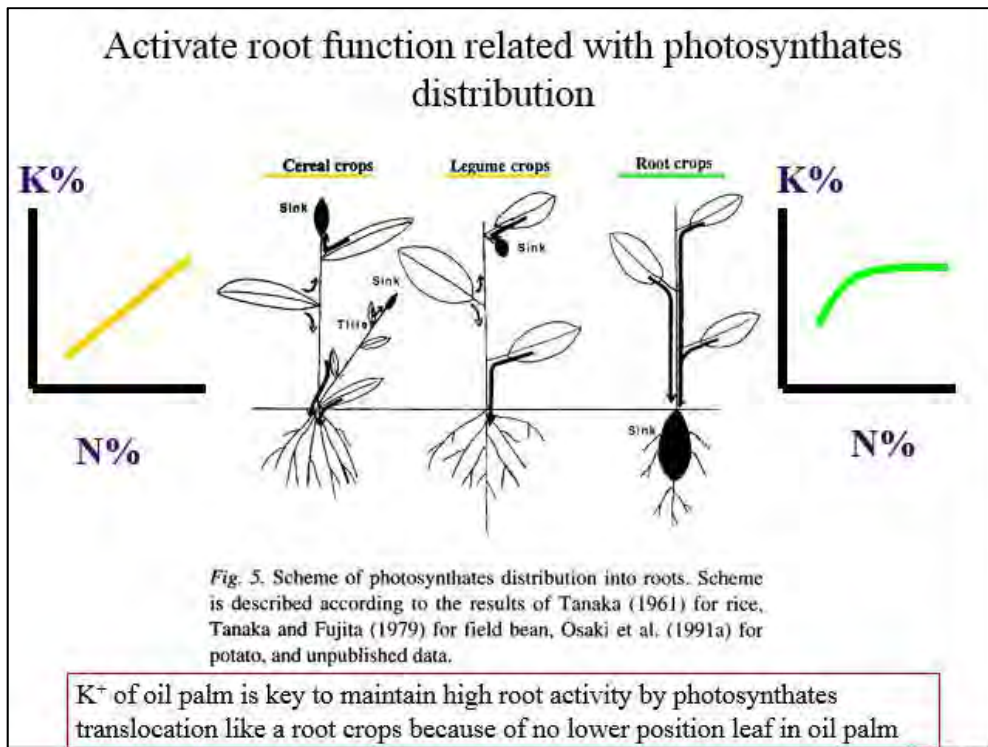 Activate root function related with photosynthates
distribution
K%
Cereal crops
Legume crops
Root crops
K%
Sink
Sink
Sink
Sink
N%
N%
Fig. 5. Scheme of photosynthates distribution into roots. Scheme
is described according to the results of Tanaka (1961) for rice,
Tanaka and Fujita (1979) for field bean, Osaki et al. (1991a) for
potato, and unpublished data.
K+ of oil palm is key to maintain high root activity by photosynthates
translocation like a root crops because of no lower position leaf in oil palm